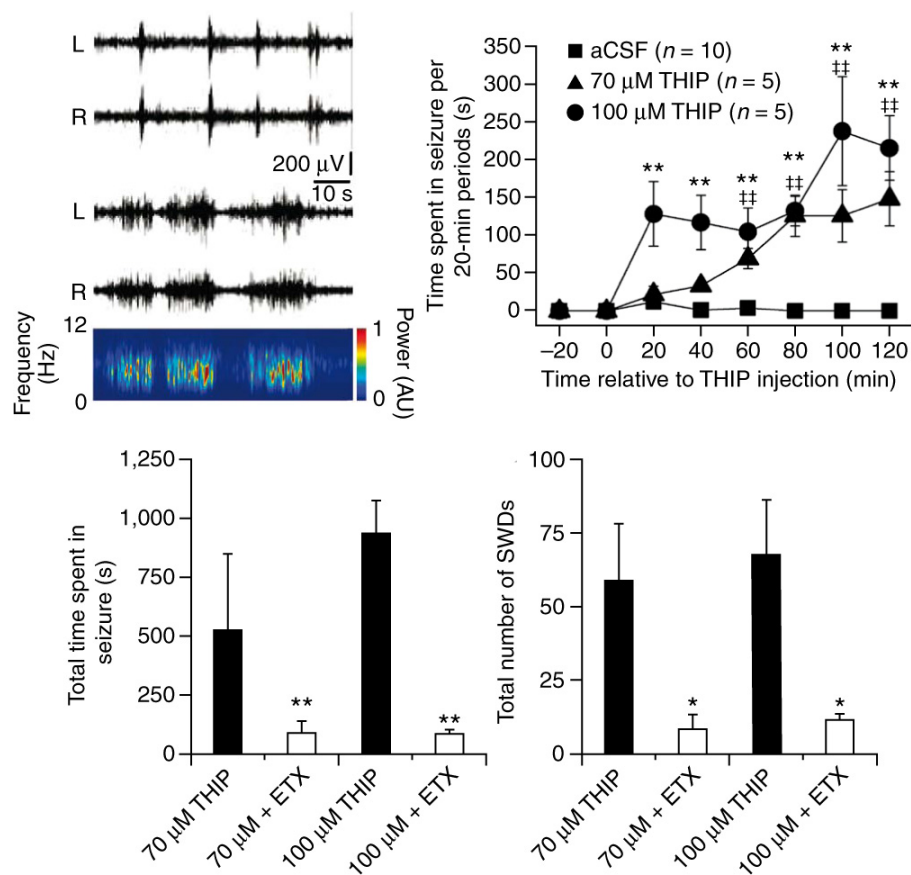 L
R
200 μV
10 s
L
R
12
Frequency
(Hz)
0
1
Power (AU)
0
350
300
250
200
150
100
50
0
Time spent in seizure per
20-min periods (s)
aCSF (n = 10)
70 μM THIP (n = 5)
100 μM THIP (n = 5)
**
**
**
‡‡
**
‡‡
**
‡‡
**
‡‡
–20 0 20 40 60 80 100 120
Time relative to THIP injection (min)
1,250
1,000
750
500
250
0
Total time spent in
seizure (s)
**
**
70 μM THIP
70 μM + ETX
100 μM THIP
100 μM + ETX
100
75
50
25
0
Total number of SWDs
*
*
70 μM THIP
70 μM + ETX
100 μM THIP
100 μM + ETX